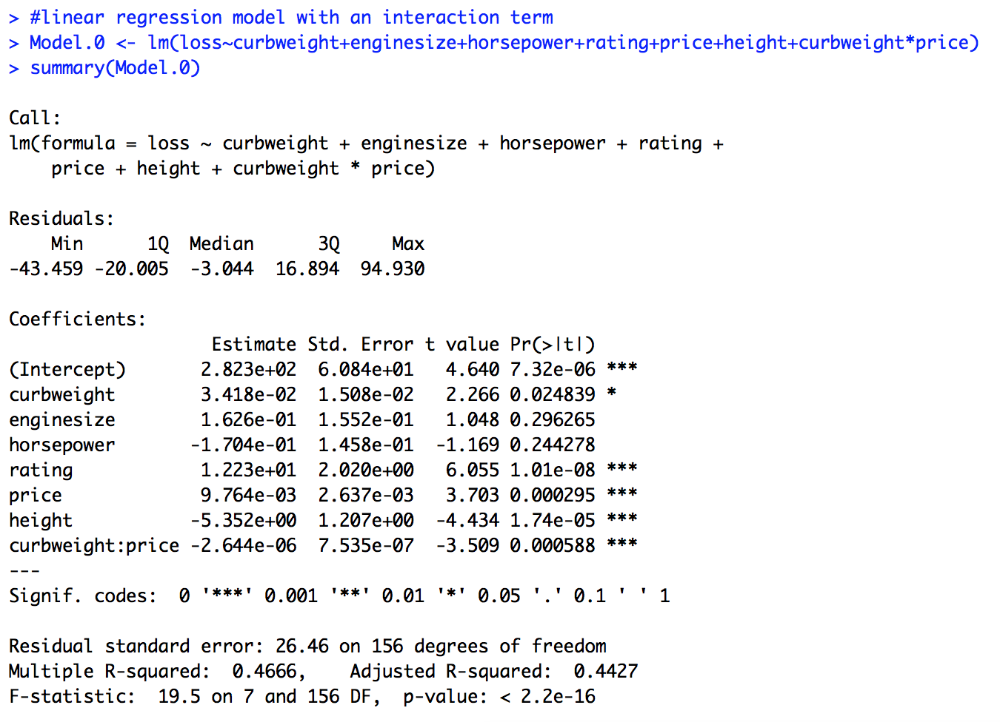 > #linear regression model with an interaction term
> Model.0 <- lm(loss~curbweight+enginesize+horsepower+rating+price+height+curbweight*price)
> summary(Model.0)
Call:
lm(formula = loss ~ curbweight + enginesize + horsepower + rating +
    price + height + curbweight * price)
Residuals:
    Min      1Q  Median      3Q     Max
-43.459 -20.005  -3.044  16.894  94.930
Coefficients:
                   Estimate Std. Error t value Pr(>|t|)
(Intercept)       2.823e+02  6.084e+01   4.640 7.32e-06 ***
curbweight        3.418e-02  1.508e-02   2.266 0.024839 *
enginesize        1.626e-01  1.552e-01   1.048 0.296265
horsepower       -1.704e-01  1.458e-01  -1.169 0.244278
rating            1.223e+01  2.020e+00   6.055 1.01e-08 ***
price             9.764e-03  2.637e-03   3.703 0.000295 ***
height           -5.352e+00  1.207e+00  -4.434 1.74e-05 ***
curbweight:price -2.644e-06  7.535e-07  -3.509 0.000588 ***
---
Signif. codes:  0 '***' 0.001 '**' 0.01 '*' 0.05 '.' 0.1 ' ' 1
Residual standard error: 26.46 on 156 degrees of freedom
Multiple R-squared:  0.4666,    Adjusted R-squared:  0.4427
F-statistic:  19.5 on 7 and 156 DF,  p-value: < 2.2e-16